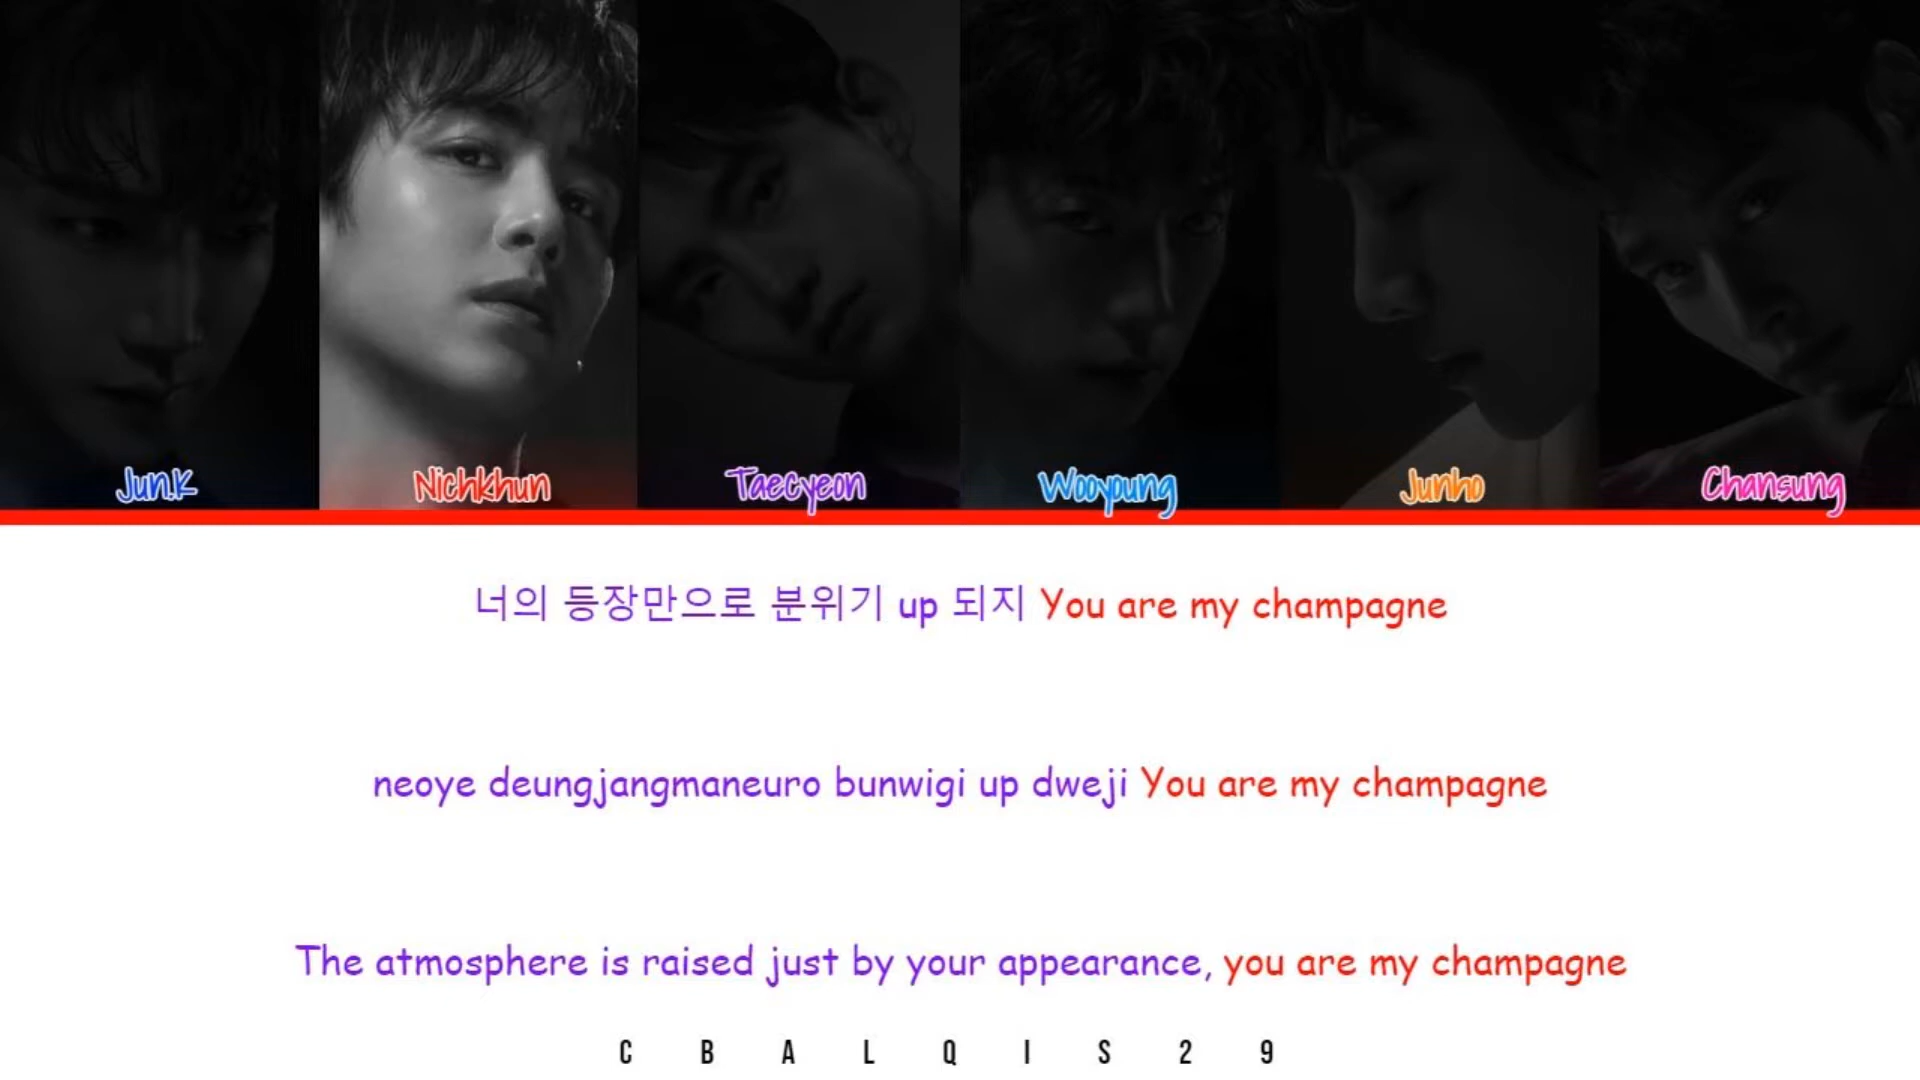 Jun.K Nichkhun Taecyeon Wooyoung Junho Chansung
너의 등장만으로 분위기 up 되지 You are my champagne
neoye deungjangmaneuro bunwigi up dweji You are my champagne
The atmosphere is raised just by your appearance, you are my champagne
C B A L Q I S 2 9